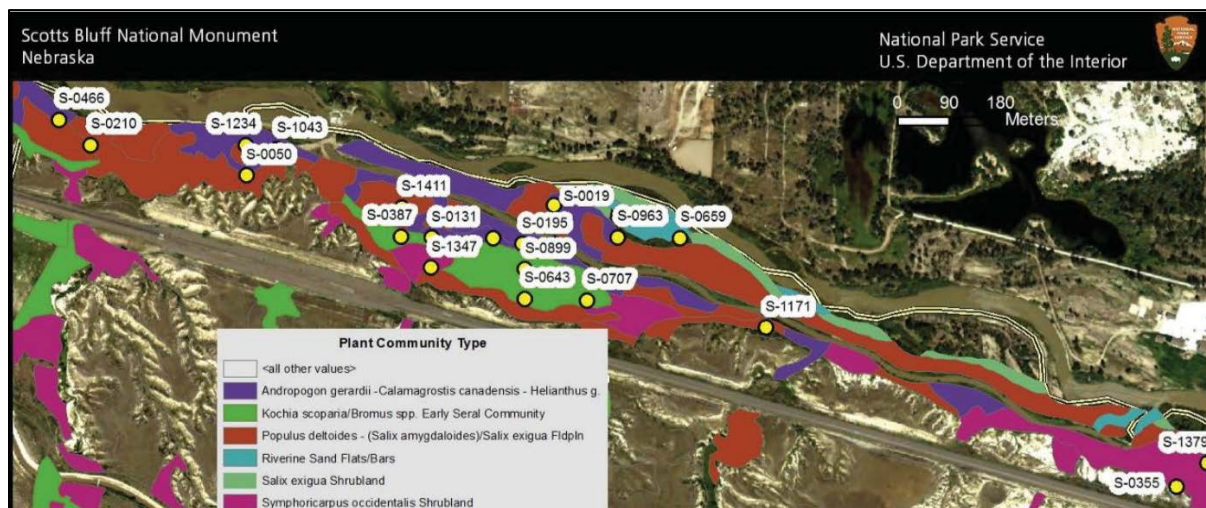 Scotts Bluff National Monument
Nebraska
National Park Service
U.S. Department of the Interior
NATIONAL
PARK
SERVICE
0 90 180
Meters
S-0466
S-0210
S-1234
S-1043
S-0050
S-1411
S-0019
S-0387
S-0131
S-0195
S-0963
S-0659
S-1347
S-0899
S-0643
S-0707
S-1171
S-1379
S-0355
Plant Community Type
<all other values>
Andropogon gerardii -Calamagrostis canadensis - Helianthus g.
Kochia scoparia/Bromus spp. Early Seral Community
Populus deltoides - (Salix amygdaloides)/Salix exigua Fldpln
Riverine Sand Flats/Bars
Salix exigua Shrubland
Symphoricarpus occidentalis Shrubland